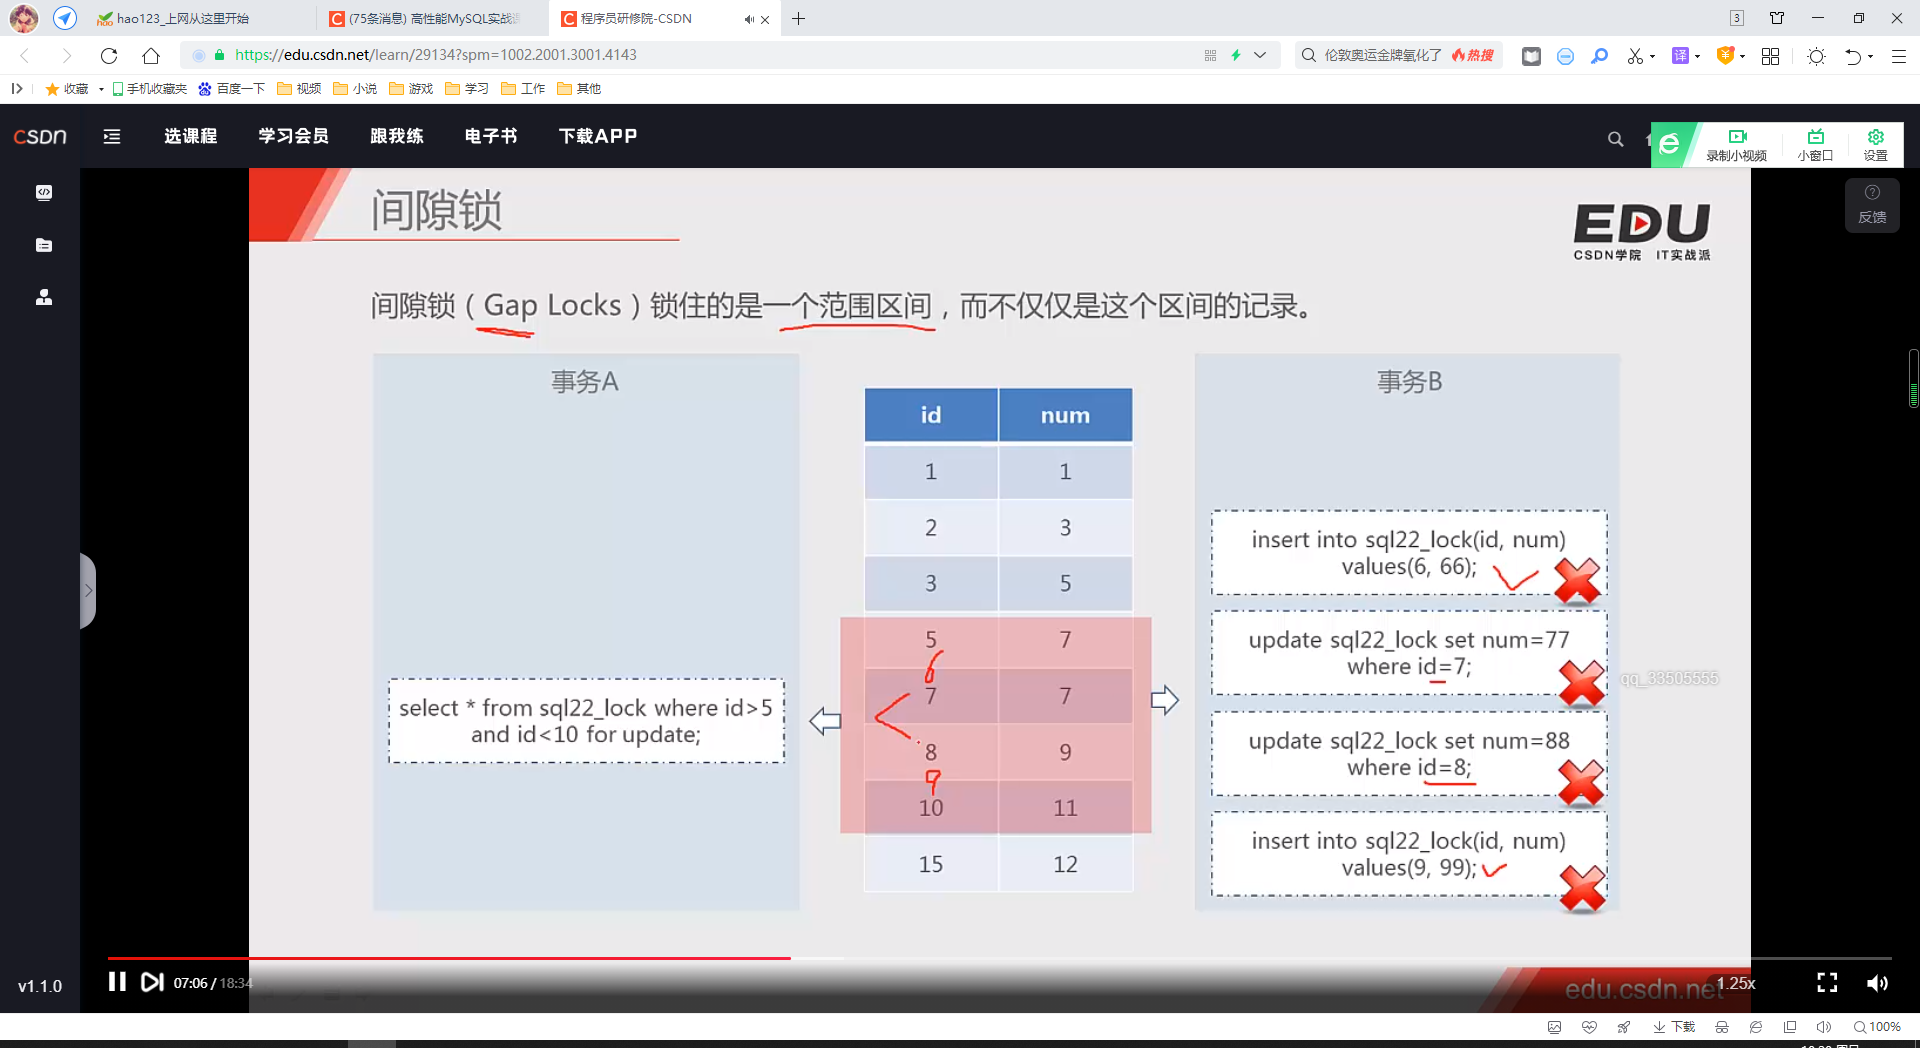 hao123_上网从这里开始
(75条消息) 高性能MySQL实战课
程序员研修院-CSDN
3
https://edu.csdn.net/learn/29134?spm=1002.2001.3001.4143
伦敦奥运金牌氧化了
热搜
译
收藏
手机收藏夹
百度一下
视频
小说
游戏
学习
工作
其他
CSDN
选课程
学习会员
跟我练
电子书
下载APP
录制小视频
小窗口
设置
反馈
间隙锁
EDU
CSDN学院 IT实战派
间隙锁（Gap Locks）锁住的是一个范围区间，而不仅仅是这个区间的记录。
事务A
select * from sql22_lock where id>5
and id<10 for update;
id num
1 1
2 3
3 5
5 7
6
7 7
8 9
9
10 11
15 12
事务B
insert into sql22_lock(id, num)
values(6, 66);
update sql22_lock set num=77
where id=7;
update sql22_lock set num=88
where id=8;
insert into sql22_lock(id, num)
values(9, 99);
qq_33505555
v1.1.0
07:06 / 18:34
edu.csdn.net
1.25x
下载
100%